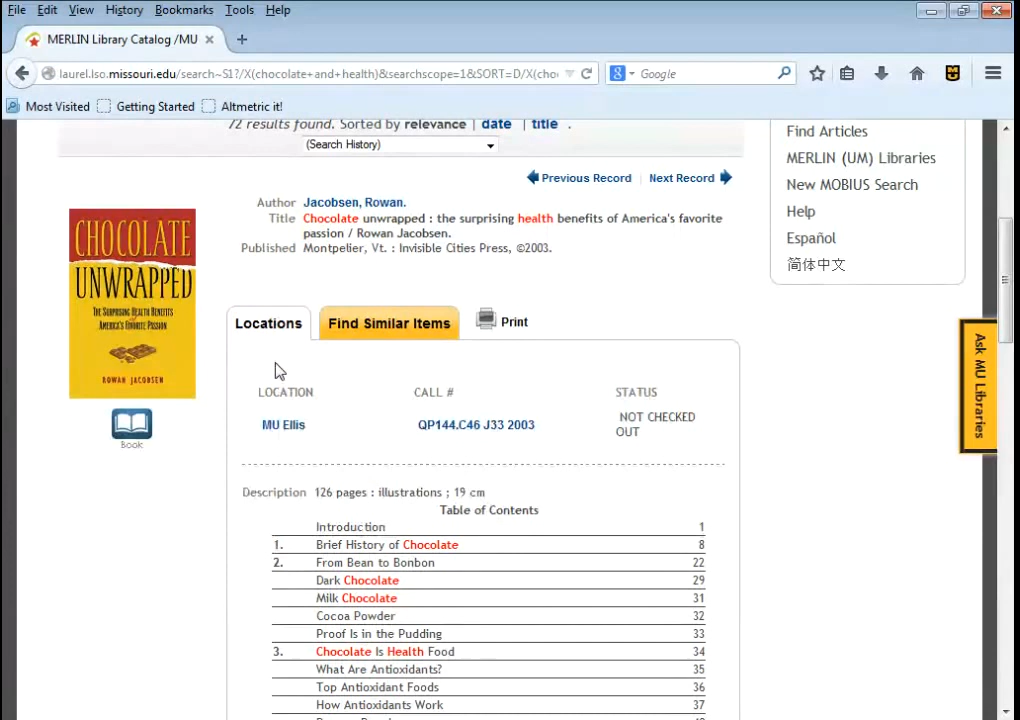 File Edit View History Bookmarks Tools Help
MERLIN Library Catalog /MU
laurel.lso.missouri.edu/search~S1?/X(chocolate+and+health)&searchscope=1&SORT=D/X(cho
Google
Most Visited Getting Started Altmetric it!
72 results found. Sorted by relevance | date | title .
(Search History)
Previous Record | Next Record
Author Jacobsen, Rowan.
Title Chocolate unwrapped : the surprising health benefits of America's favorite
passion / Rowan Jacobsen.
Published Montpelier, Vt. : Invisible Cities Press, ©2003.
CHOCOLATE
UNWRAPPED
THE SURPRISING HEALTH BENEFITS
AMERICA'S FAVORITE PASSION
ROWAN JACOBSEN
Book
Locations Find Similar Items Print
LOCATION CALL # STATUS
MU Ellis QP144.C46 J33 2003 NOT CHECKED
OUT
Description 126 pages : illustrations ; 19 cm
Table of Contents
Introduction 1
1. Brief History of Chocolate 8
2. From Bean to Bonbon 22
Dark Chocolate 29
Milk Chocolate 31
Cocoa Powder 32
Proof Is in the Pudding 33
3. Chocolate Is Health Food 34
What Are Antioxidants? 35
Top Antioxidant Foods 36
How Antioxidants Work 37
Find Articles
MERLIN (UM) Libraries
New MOBIUS Search
Help
Español
简体中文
Ask MU Libraries